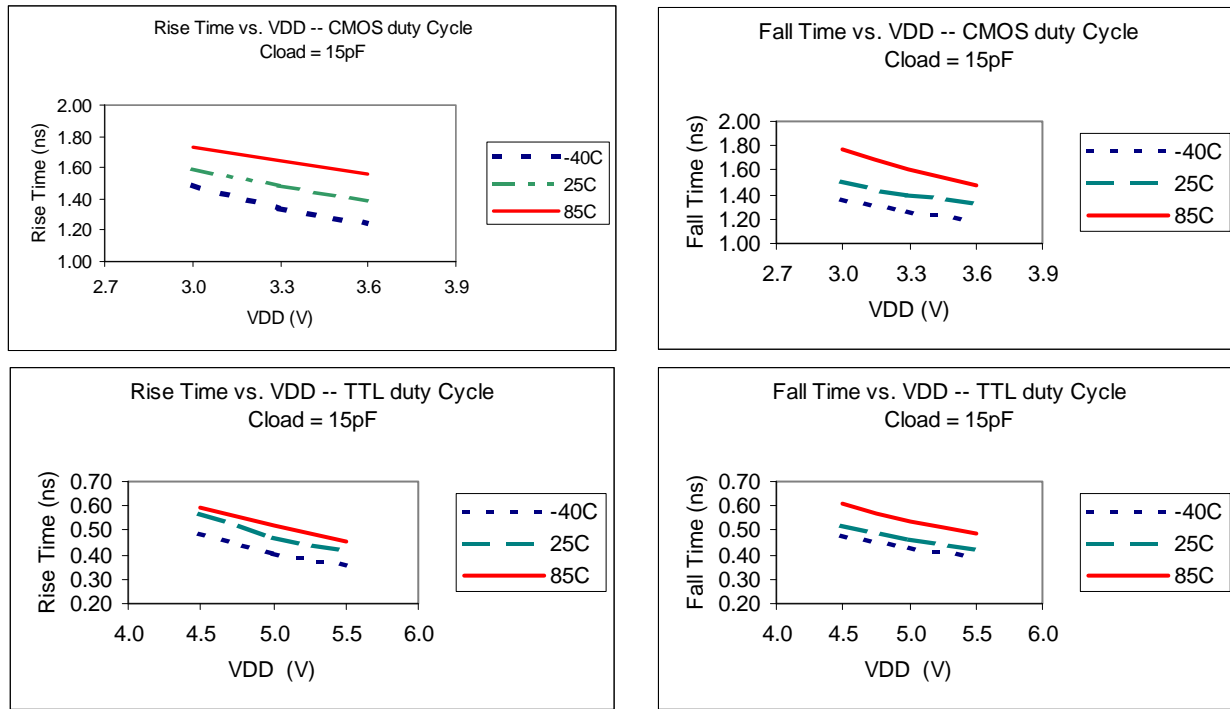 Rise Time vs. VDD -- CMOS duty Cycle
Cload = 15pF
Rise Time (ns)
2.00
1.80
1.60
1.40
1.20
1.00
2.7 3.0 3.3 3.6 3.9
VDD (V)
-40C
25C
85C
Fall Time vs. VDD -- CMOS duty Cycle
Cload = 15pF
Fall Time (ns)
2.00
1.80
1.60
1.40
1.20
1.00
2.7 3.0 3.3 3.6 3.9
VDD (V)
-40C
25C
85C
Rise Time vs. VDD -- TTL duty Cycle
Cload = 15pF
Rise Time (ns)
0.70
0.60
0.50
0.40
0.30
0.20
4.0 4.5 5.0 5.5 6.0
VDD (V)
-40C
25C
85C
Fall Time vs. VDD -- TTL duty Cycle
Cload = 15pF
Fall Time (ns)
0.70
0.60
0.50
0.40
0.30
0.20
4.0 4.5 5.0 5.5 6.0
VDD (V)
-40C
25C
85C